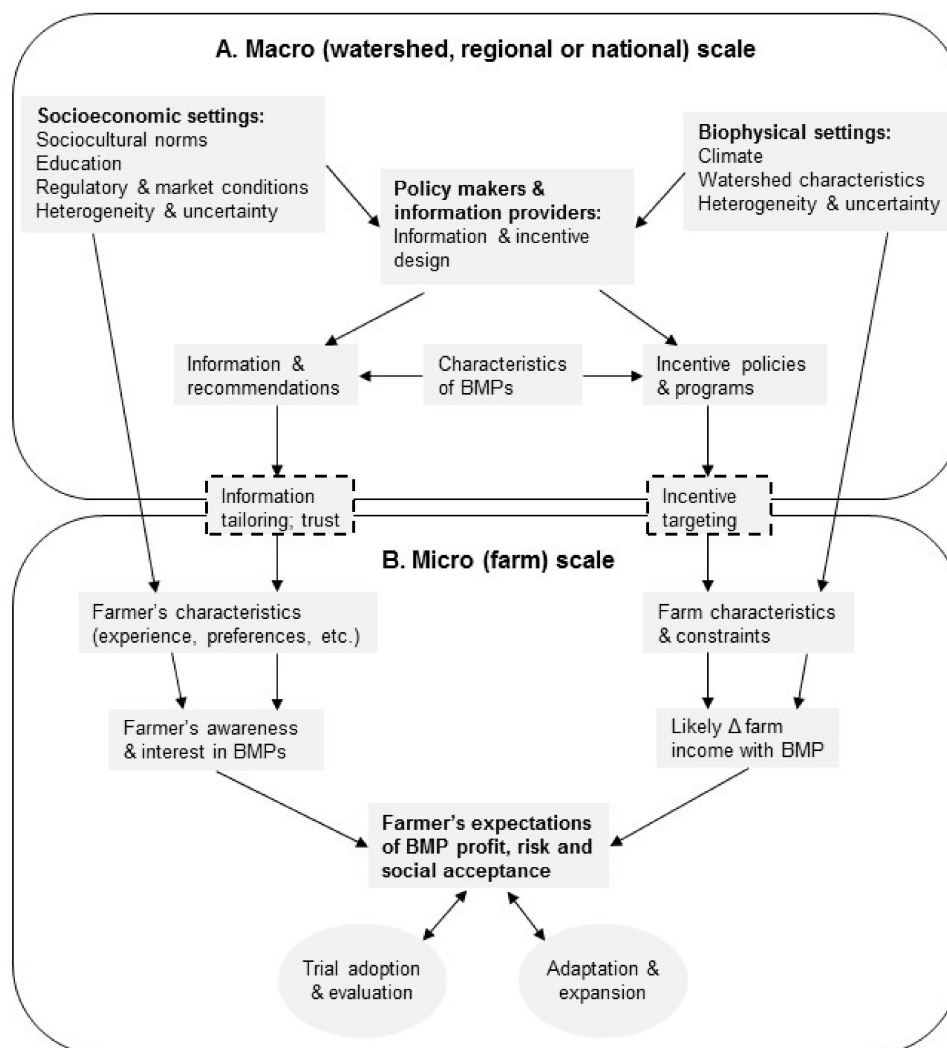 A. Macro (watershed, regional or national) scale
Socioeconomic settings:
Sociocultural norms
Education
Regulatory & market conditions
Heterogeneity & uncertainty
Biophysical settings:
Climate
Watershed characteristics
Heterogeneity & uncertainty
Policy makers &
information providers:
Information & incentive
design
Information &
recommendations
Characteristics
of BMPs
Incentive policies
& programs
Information
tailoring; trust
Incentive
targeting
B. Micro (farm) scale
Farmer's characteristics
(experience, preferences, etc.)
Farm characteristics
& constraints
Farmer's awareness
& interest in BMPs
Likely Δ farm
income with BMP
Farmer's expectations
of BMP profit, risk and
social acceptance
Trial adoption
& evaluation
Adaptation &
expansion